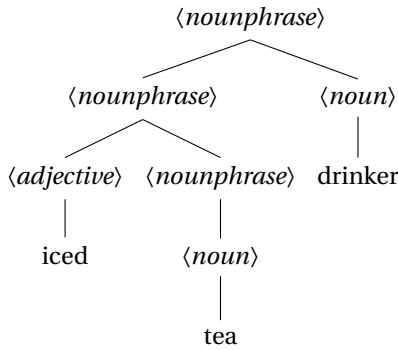 ⟨nounphrase⟩
⟨nounphrase⟩ ⟨noun⟩
⟨adjective⟩ ⟨nounphrase⟩ drinker
iced ⟨noun⟩
tea